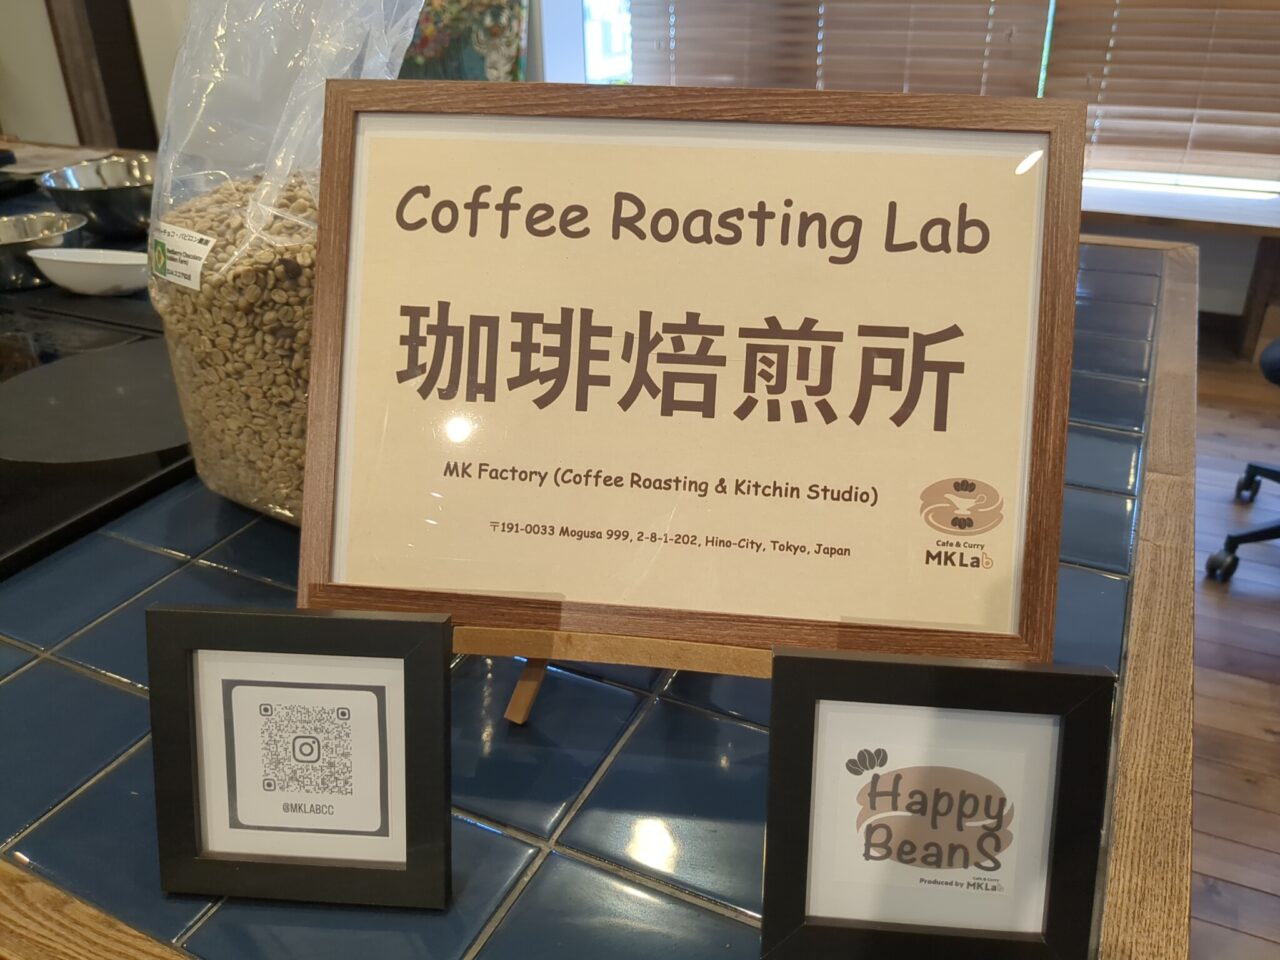 Coffee Roasting Lab
珈琲焙煎所
MK Factory (Coffee Roasting & Kitchin Studio)
〒191-0033 Mogusa 999, 2-8-1-202, Hino-City, Tokyo, Japan
Cafe & Curry
MKLab
@MKLABCC
Happy
BeanS
Cafe & Curry
Produced by MKLab